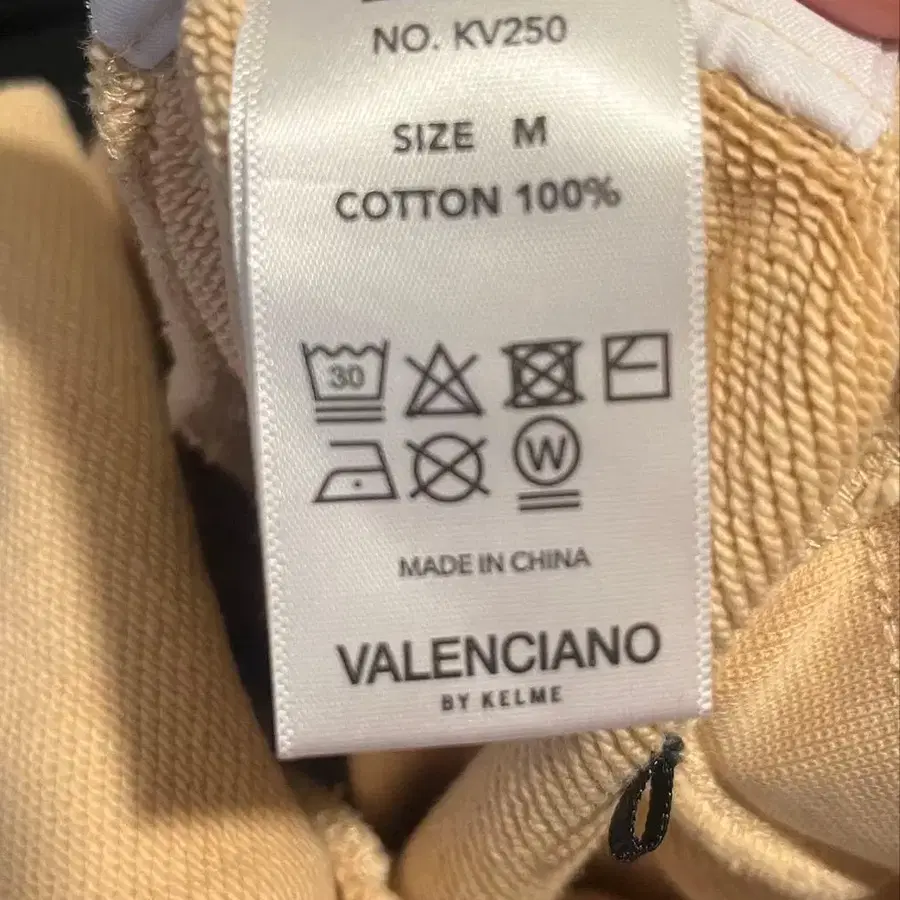 NO. KV250
SIZE M
COTTON 100%
30
W
MADE IN CHINA
VALENCIANO
BY KELME